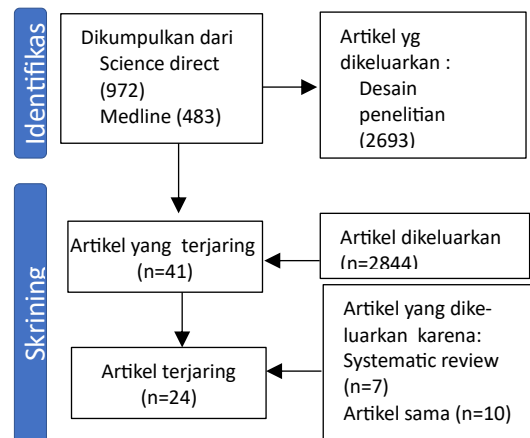 Identifikas
Dikumpulkan dari
Science direct
(972)
Medline (483)
Artikel yg
dikeluarkan :
Desain
penelitian
(2693)
Skrining
Artikel yang terjaring
(n=41)
Artikel dikeluarkan
(n=2844)
Artikel terjaring
(n=24)
Artikel yang dike-
luarkan karena:
Systematic review
(n=7)
Artikel sama (n=10)